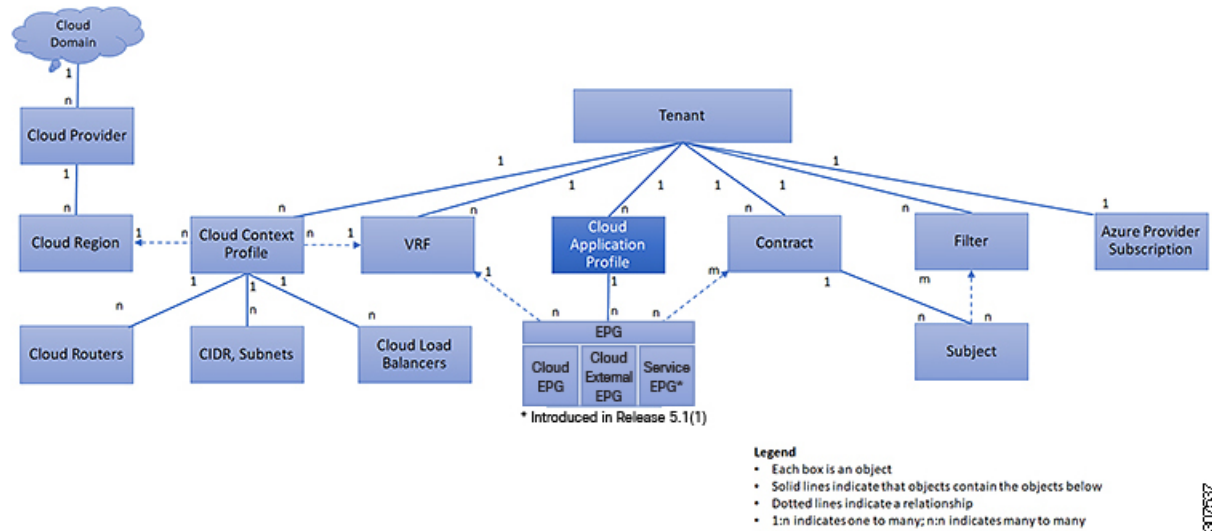 Cloud
Domain
1
n
Cloud Provider
1
n
Cloud Region
Tenant
1
1
1
1
1
1
1
n
n
n
n
n
1
1
n
Cloud Context
Profile
n
1
VRF
Cloud
Application
Profile
Contract
Filter
Azure Provider
Subscription
1
1
1
n
n
n
Cloud Routers
CIDR, Subnets
Cloud Load
Balancers
1
n
1
n
n
m
EPG
Cloud
EPG
Cloud
External
EPG
Service
EPG*
* Introduced in Release 5.1(1)
1
n
m
n
Subject
Legend
• Each box is an object
• Solid lines indicate that objects contain the objects below
• Dotted lines indicate a relationship
• 1:n indicates one to many; n:n indicates many to many